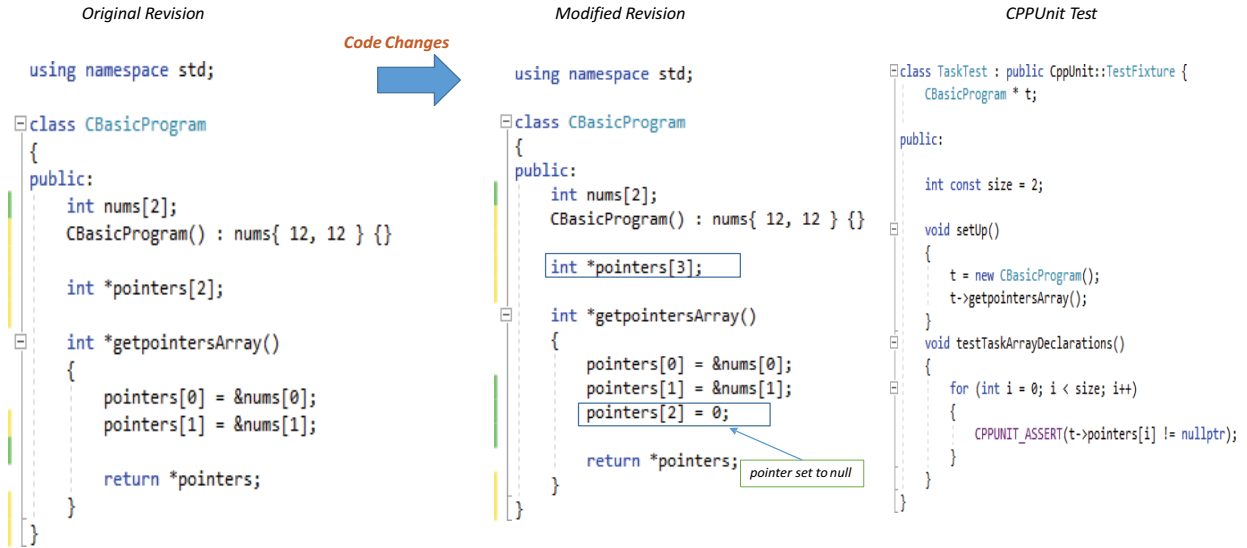 Original Revision
using namespace std;
class CBasicProgram
{
public:
int nums[2];
CBasicProgram() : nums{ 12, 12 } {}
int *pointers[2];
int *getpointersArray()
{
pointers[0] = &nums[0];
pointers[1] = &nums[1];
return *pointers;
}
}
Code Changes
Modified Revision
using namespace std;
class CBasicProgram
{
public:
int nums[2];
CBasicProgram() : nums{ 12, 12 } {}
int *pointers[3];
int *getpointersArray()
{
pointers[0] = &nums[0];
pointers[1] = &nums[1];
pointers[2] = 0;
return *pointers;
pointer set to null
}
}
CPPUnit Test
class TaskTest : public CppUnit::TestFixture {
CBasicProgram * t;
public:
int const size = 2;
void setUp()
{
t = new CBasicProgram();
t->getpointersArray();
}
void testTaskArrayDeclarations()
{
for (int i = 0; i < size; i++)
{
CPPUNIT_ASSERT(t->pointers[i] != nullptr);
}
}
}